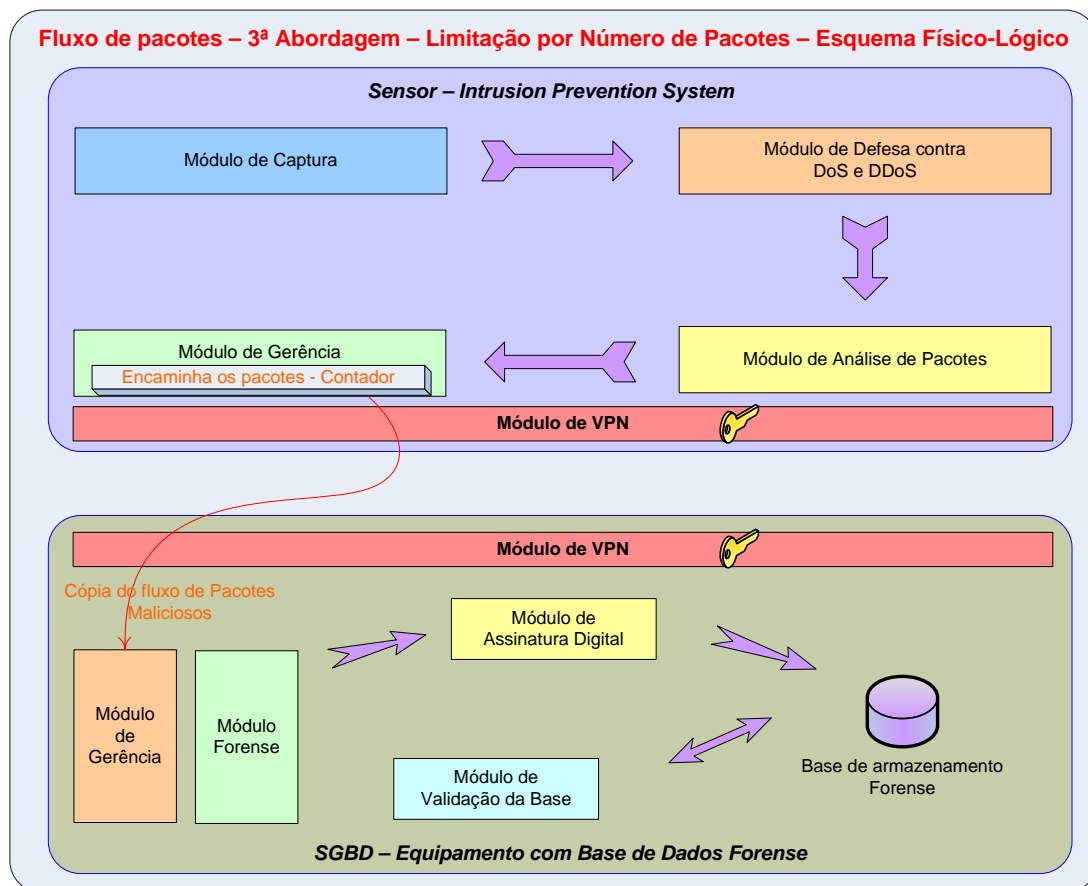 Fluxo de pacotes – 3ª Abordagem – Limitação por Número de Pacotes – Esquema Físico-Lógico
Sensor – Intrusion Prevention System
Módulo de Captura
Módulo de Defesa contra
DoS e DDoS
Módulo de Gerência
Encaminha os pacotes - Contador
Módulo de Análise de Pacotes
Módulo de VPN
Módulo de VPN
Cópia do fluxo de Pacotes
Maliciosos
Módulo de
Assinatura Digital
Módulo
de
Gerência
Módulo
Forense
Módulo de
Validação da Base
Base de armazenamento
Forense
SGBD – Equipamento com Base de Dados Forense